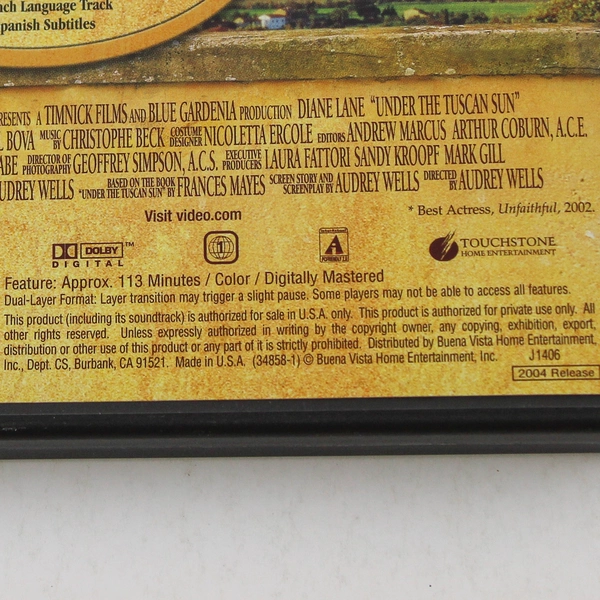 nch Language Track
panish Subtitles
RESENTS A TIMNICK FILMS AND BLUE GARDENIA PRODUCTION DIANE LANE "UNDER THE TUSCAN SUN"
L BOVA MUSIC BY CHRISTOPHE BECK COSTUME DESIGNER NICOLETTA ERCOLE EDITORS ANDREW MARCUS ARTHUR COBURN, A.C.E.
ABE DIRECTOR OF PHOTOGRAPHY GEOFFREY SIMPSON, A.C.S. EXECUTIVE PRODUCERS LAURA FATTORI SANDY KROOPF MARK GILL
AUDREY WELLS "UNDER THE TUSCAN SUN" BASED ON THE BOOK BY FRANCES MAYES SCREEN STORY AND SCREENPLAY BY AUDREY WELLS DIRECTED BY AUDREY WELLS
Visit video.com
* Best Actress, Unfaithful, 2002.
DOLBY™
DIGITAL
1
A
TOUCHSTONE
HOME ENTERTAINMENT
Feature: Approx. 113 Minutes / Color / Digitally Mastered
Dual-Layer Format: Layer transition may trigger a slight pause. Some players may not be able to access all features.
This product (including its soundtrack) is authorized for sale in U.S.A. only. This product is authorized for private use only. All
other rights reserved. Unless expressly authorized in writing by the copyright owner, any copying, exhibition, export,
distribution or other use of this product or any part of it is strictly prohibited. Distributed by Buena Vista Home Entertainment,
Inc., Dept. CS, Burbank, CA 91521. Made in U.S.A. (34858-1) © Buena Vista Home Entertainment, Inc. J1406
2004 Release